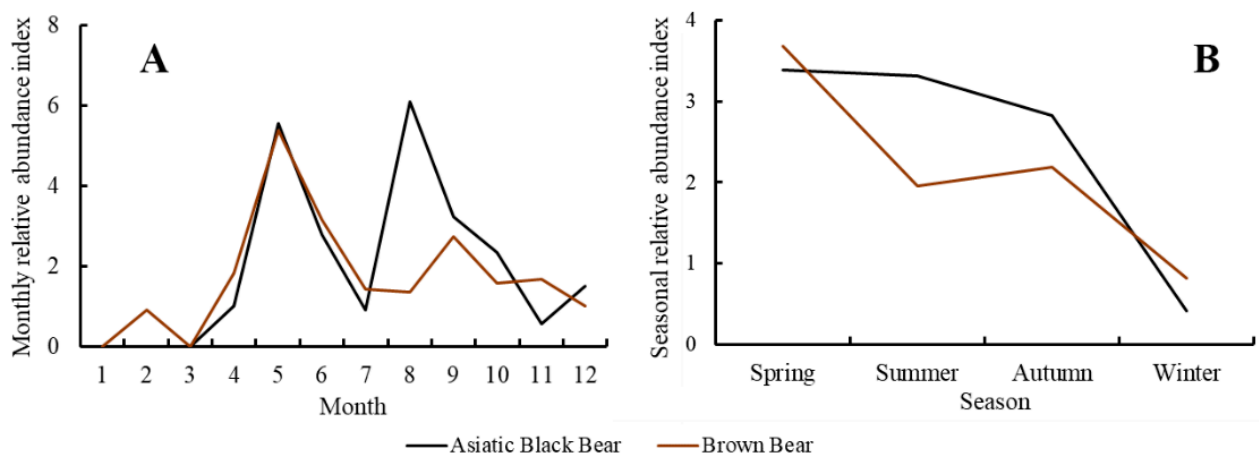 A
Monthly relative abundance index
8
6
4
2
0
1 2 3 4 5 6 7 8 9 10 11 12
Month
B
Seasonal relative abundance index
4
3
2
1
0
Spring Summer Autumn Winter
Season
Asiatic Black Bear Brown Bear